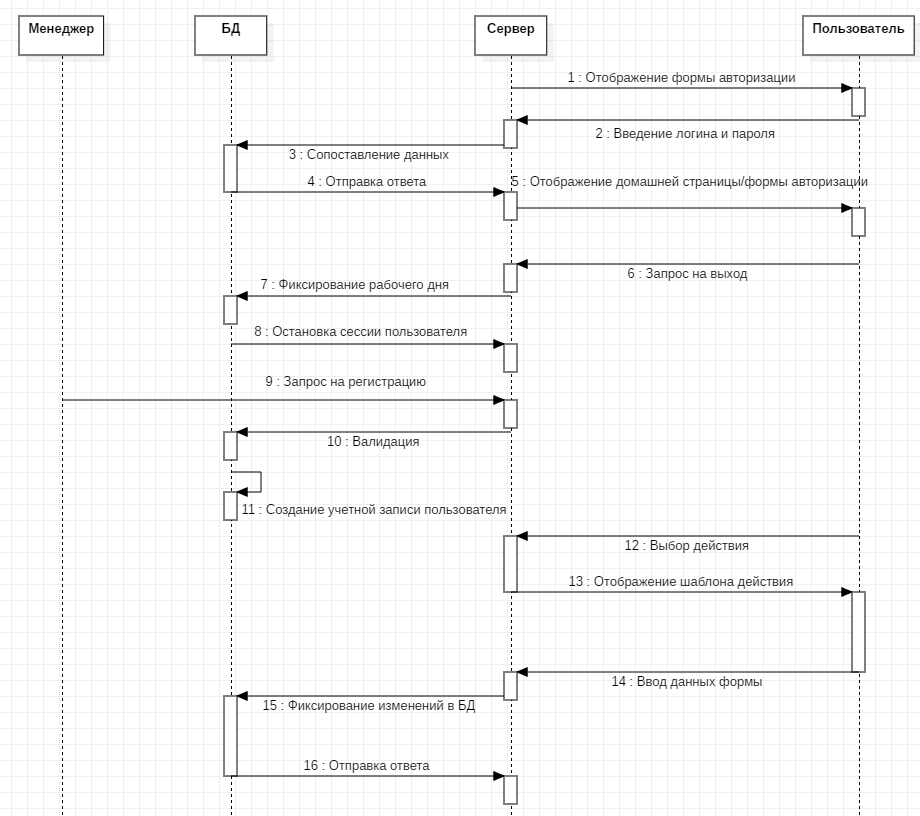 Менеджер
БД
Сервер
Пользователь
1 : Отображение формы авторизации
2 : Введение логина и пароля
3 : Сопоставление данных
4 : Отправка ответа
5 : Отображение домашней страницы/формы авторизации
6 : Запрос на выход
7 : Фиксирование рабочего дня
8 : Остановка сессии пользователя
9 : Запрос на регистрацию
10 : Валидация
11 : Создание учетной записи пользователя
12 : Выбор действия
13 : Отображение шаблона действия
14 : Ввод данных формы
15 : Фиксирование изменений в БД
16 : Отправка ответа